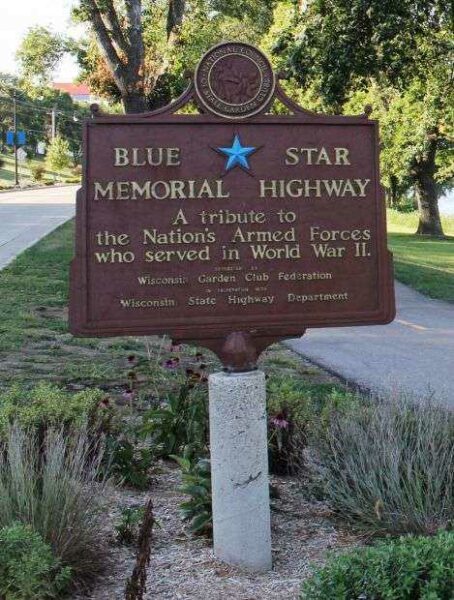 BLUE STAR
MEMORIAL HIGHWAY
A tribute to
the Nation's Armed Forces
who served in World War II.
Wisconsin Garden Club Federation
Wisconsin State Highway Department